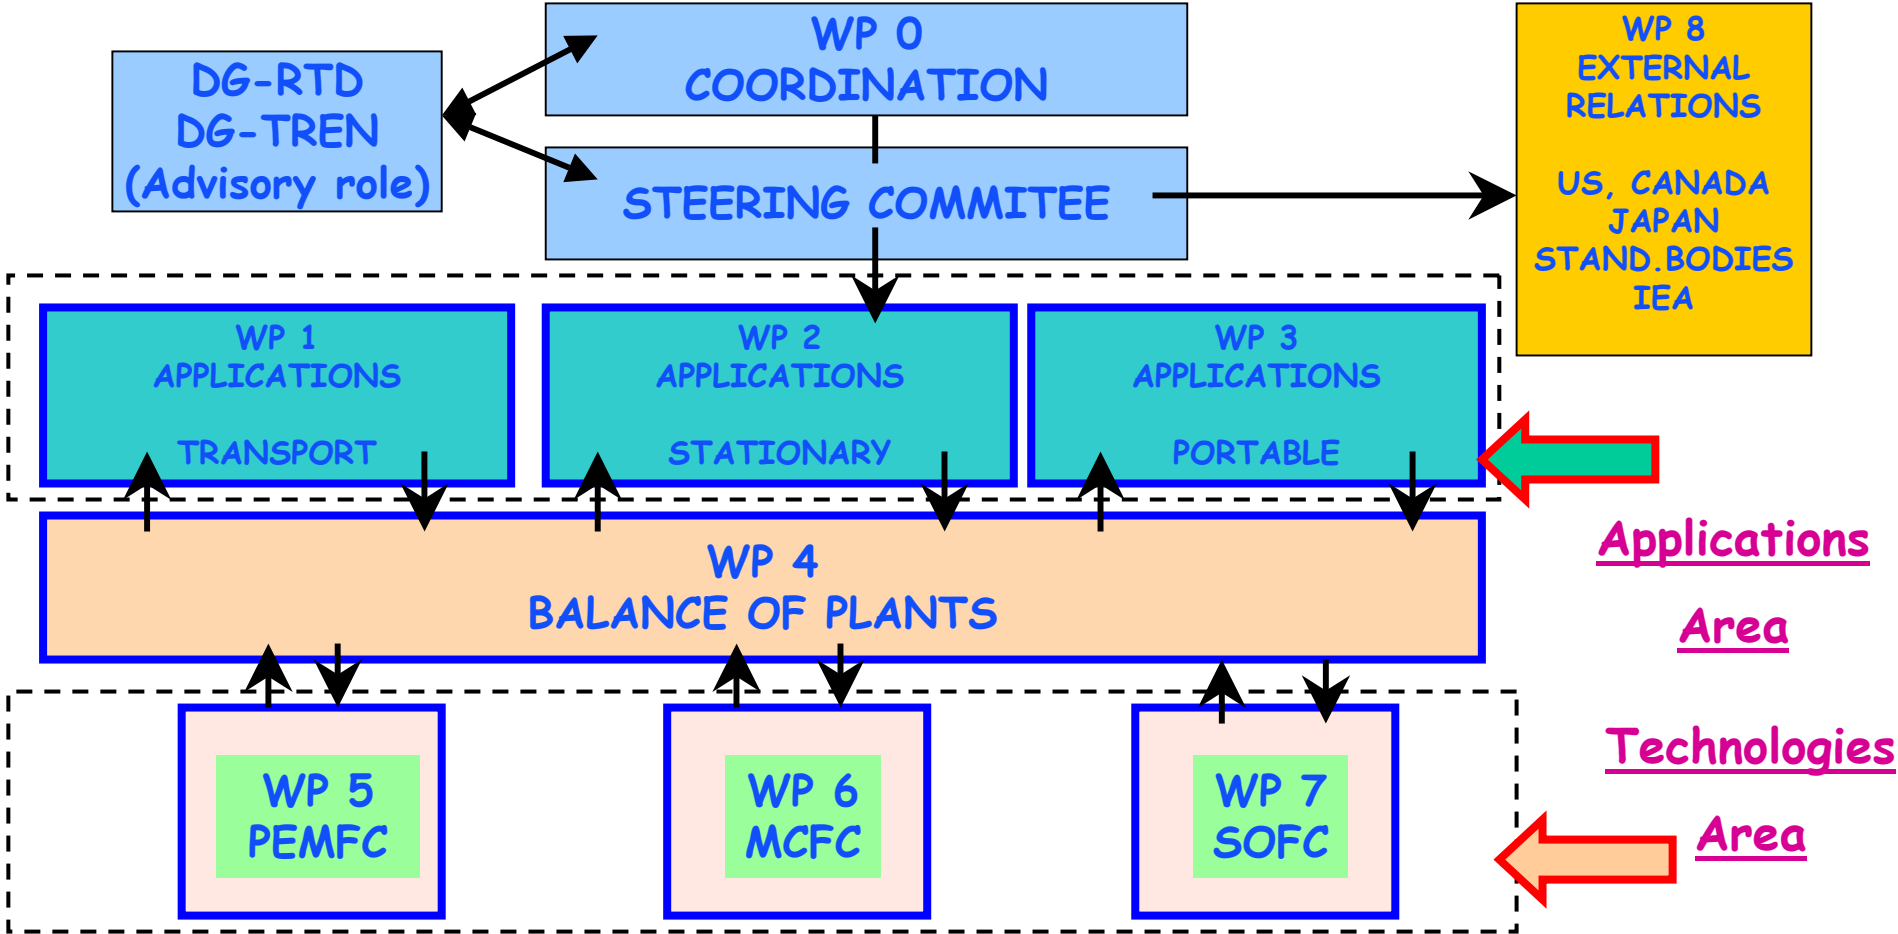 WP 0
COORDINATION
DG-RTD
DG-TREN
(Advisory role)
STEERING COMMITEE
WP 8
EXTERNAL
RELATIONS
US, CANADA
JAPAN
STAND.BODIES
IEA
WP 1
APPLICATIONS
TRANSPORT
WP 2
APPLICATIONS
STATIONARY
WP 3
APPLICATIONS
PORTABLE
Applications
Area
WP 4
BALANCE OF PLANTS
Technologies
Area
WP 5
PEMFC
WP 6
MCFC
WP 7
SOFC